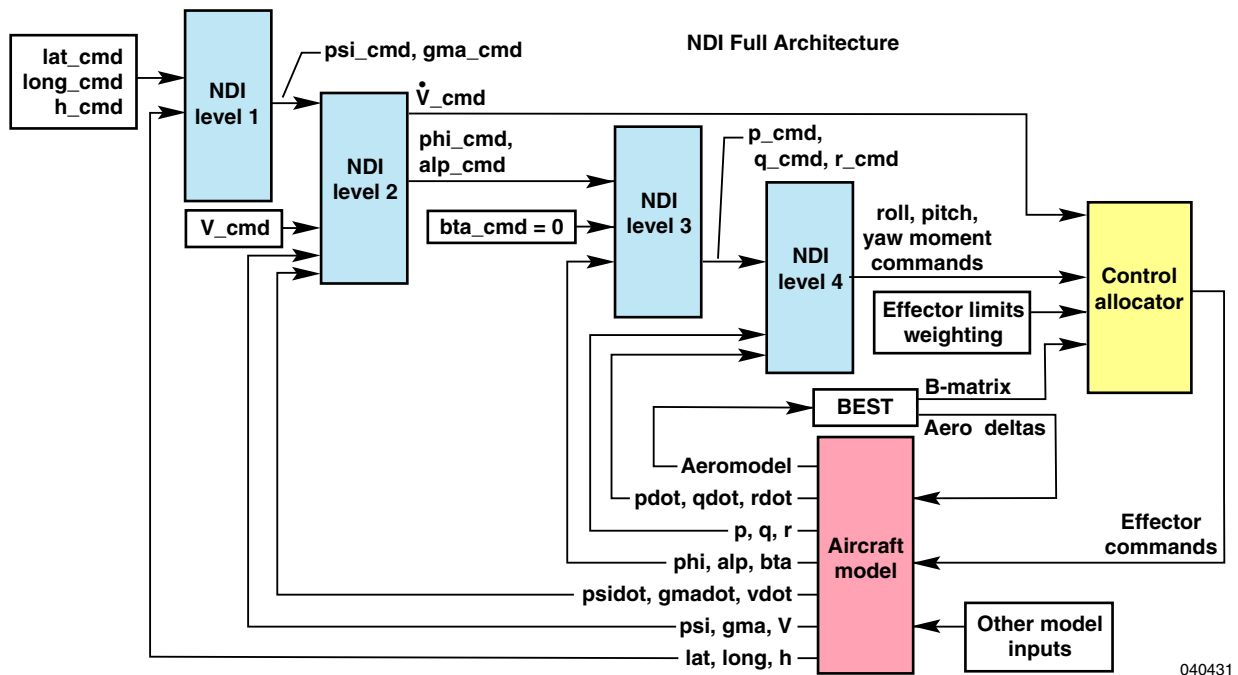 NDI Full Architecture
lat_cmd
long_cmd
h_cmd
NDI
level 1
psi_cmd, gma_cmd
NDI
level 2
V̇_cmd
phi_cmd,
alp_cmd
V_cmd
bta_cmd = 0
NDI
level 3
p_cmd,
q_cmd, r_cmd
NDI
level 4
roll, pitch,
yaw moment
commands
Effector limits
weighting
Control
allocator
BEST
B-matrix
Aero deltas
Aeromodel
pdot, qdot, rdot
p, q, r
phi, alp, bta
psidot, gmadot, vdot
psi, gma, V
lat, long, h
Aircraft
model
Effector
commands
Other model
inputs
040431